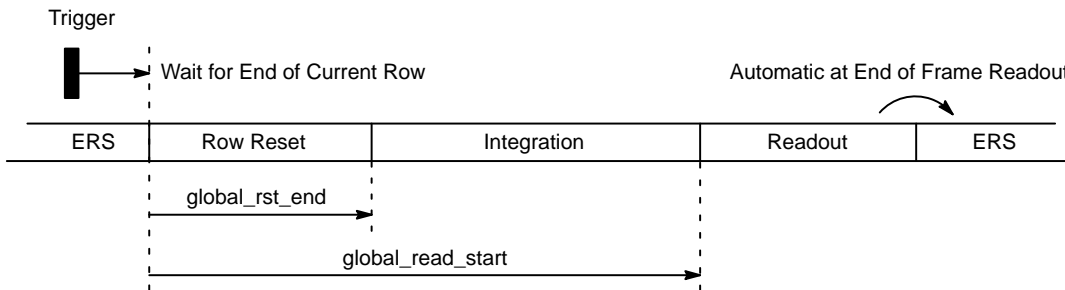 Trigger
Wait for End of Current Row
Automatic at End of Frame Readout
ERS Row Reset Integration Readout ERS
global_rst_end
global_read_start